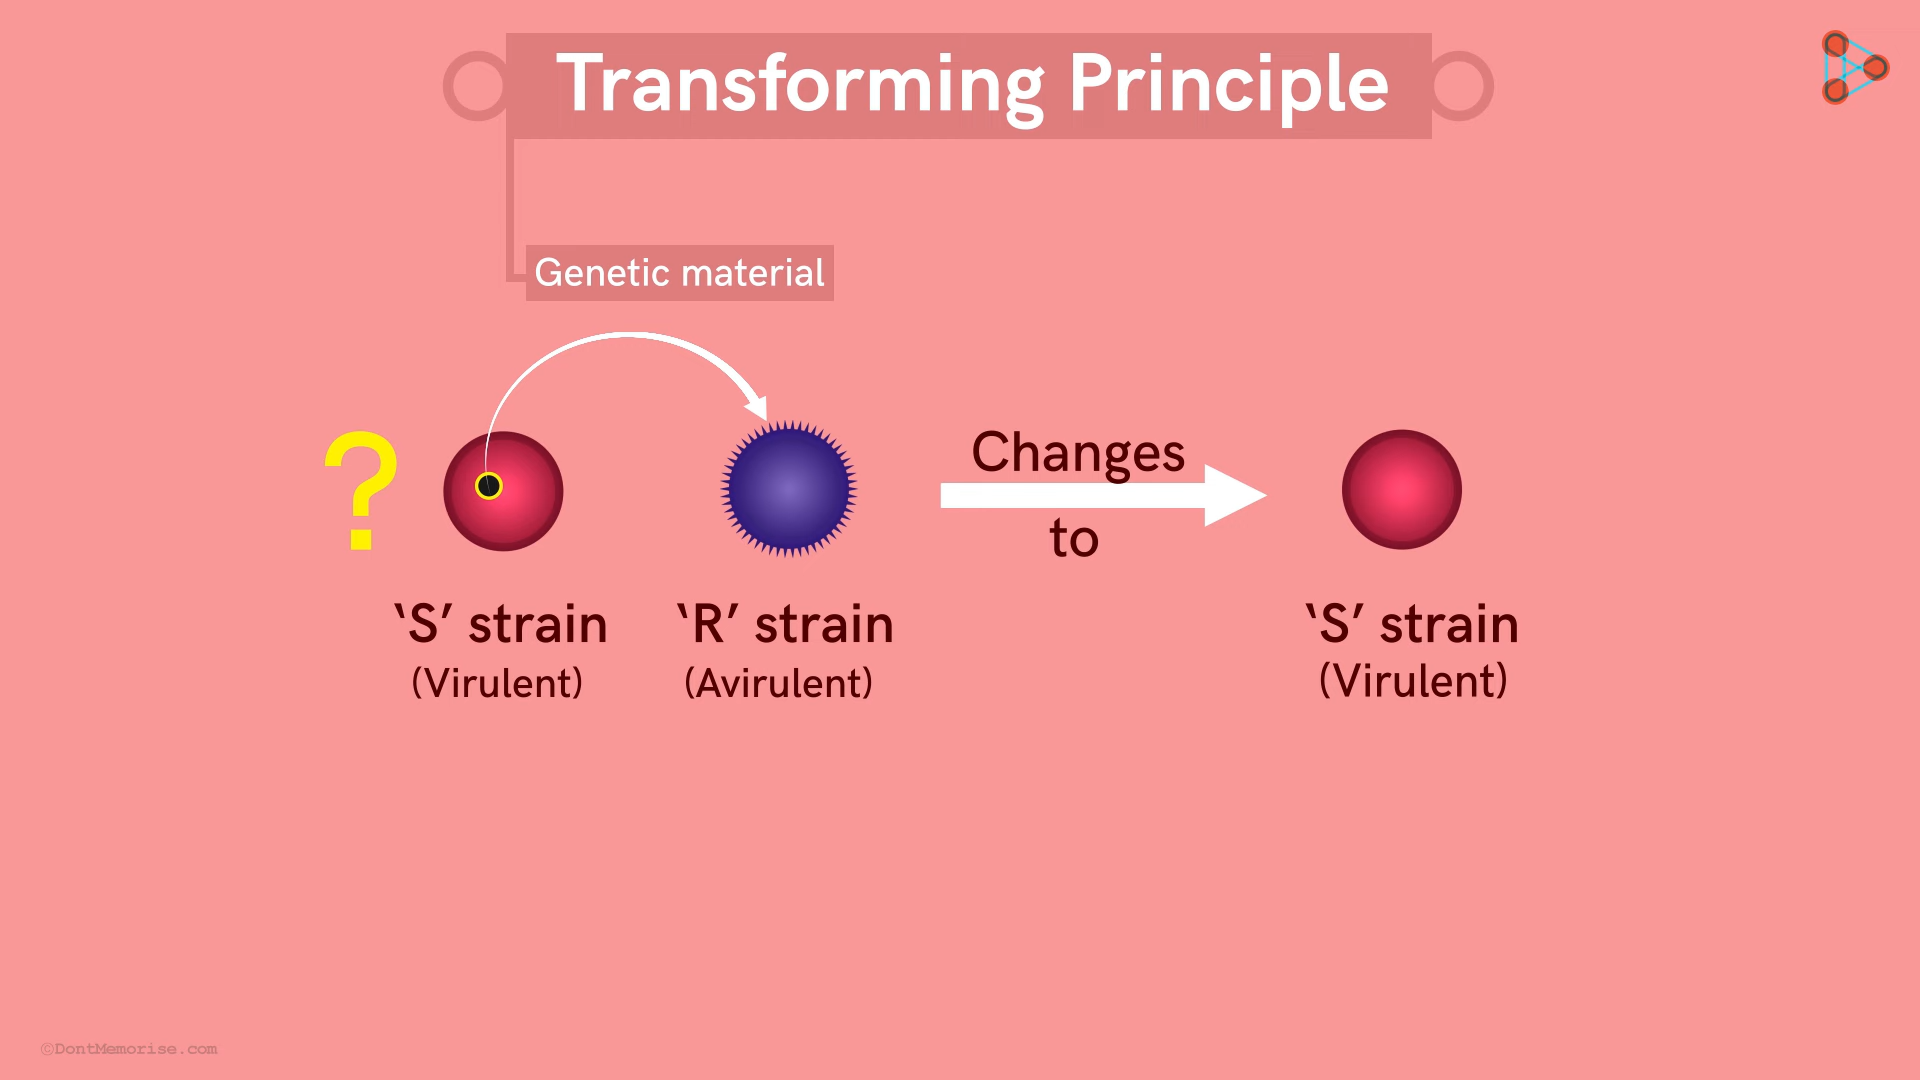 Transforming Principle
Genetic material
?
Changes
to
‘S’ strain
(Virulent)
‘R’ strain
(Avirulent)
‘S’ strain
(Virulent)
©DontMemorise.com